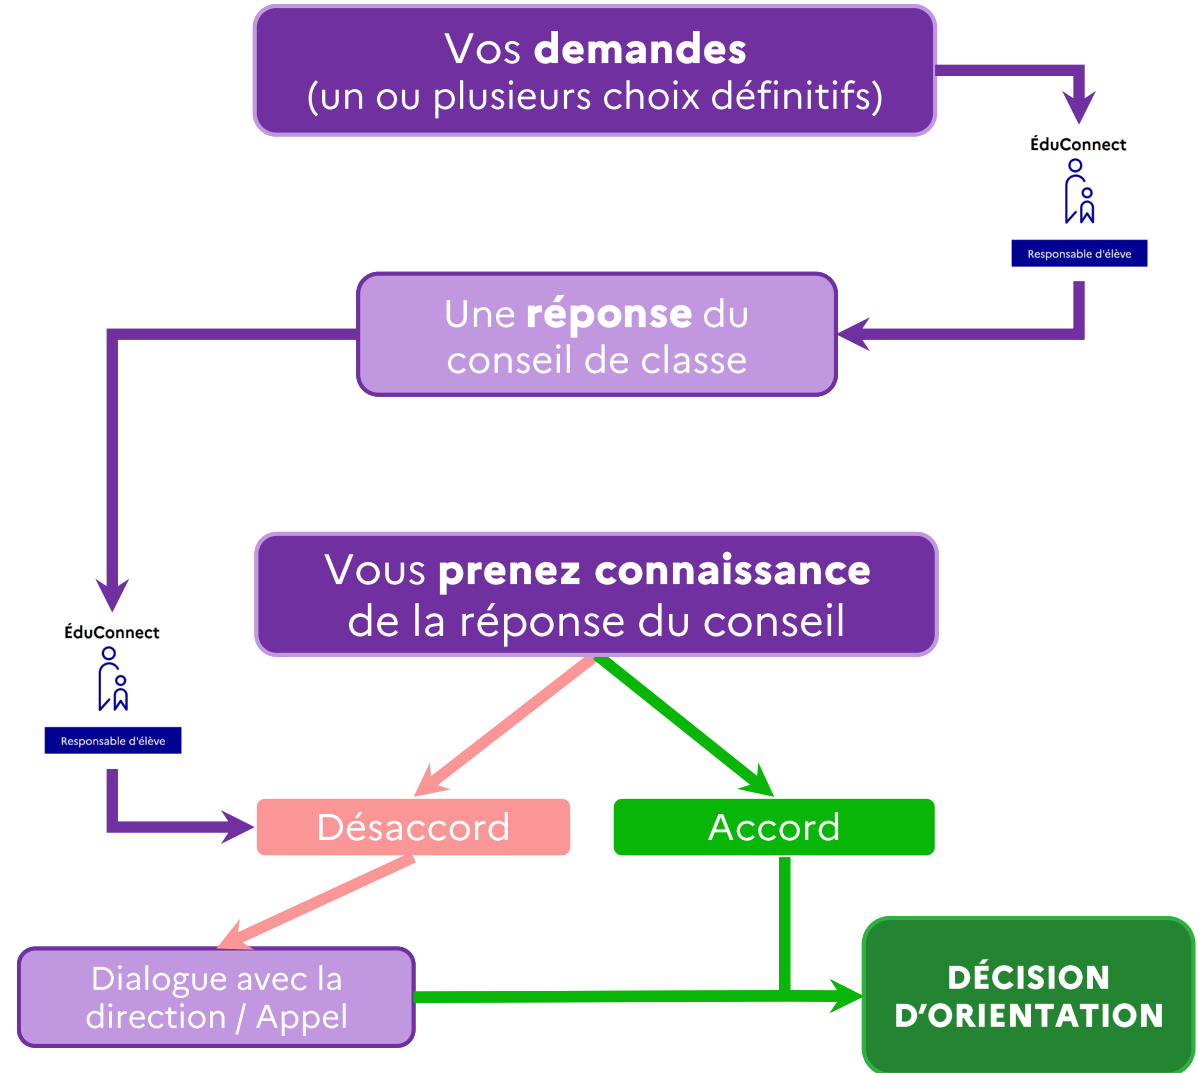 Vos demandes
(un ou plusieurs choix définitifs)
ÉduConnect
Responsable d'élève
Une réponse du
conseil de classe
Vous prenez connaissance
de la réponse du conseil
ÉduConnect
Responsable d'élève
Désaccord
Accord
Dialogue avec la
direction / Appel
DÉCISION
D’ORIENTATION